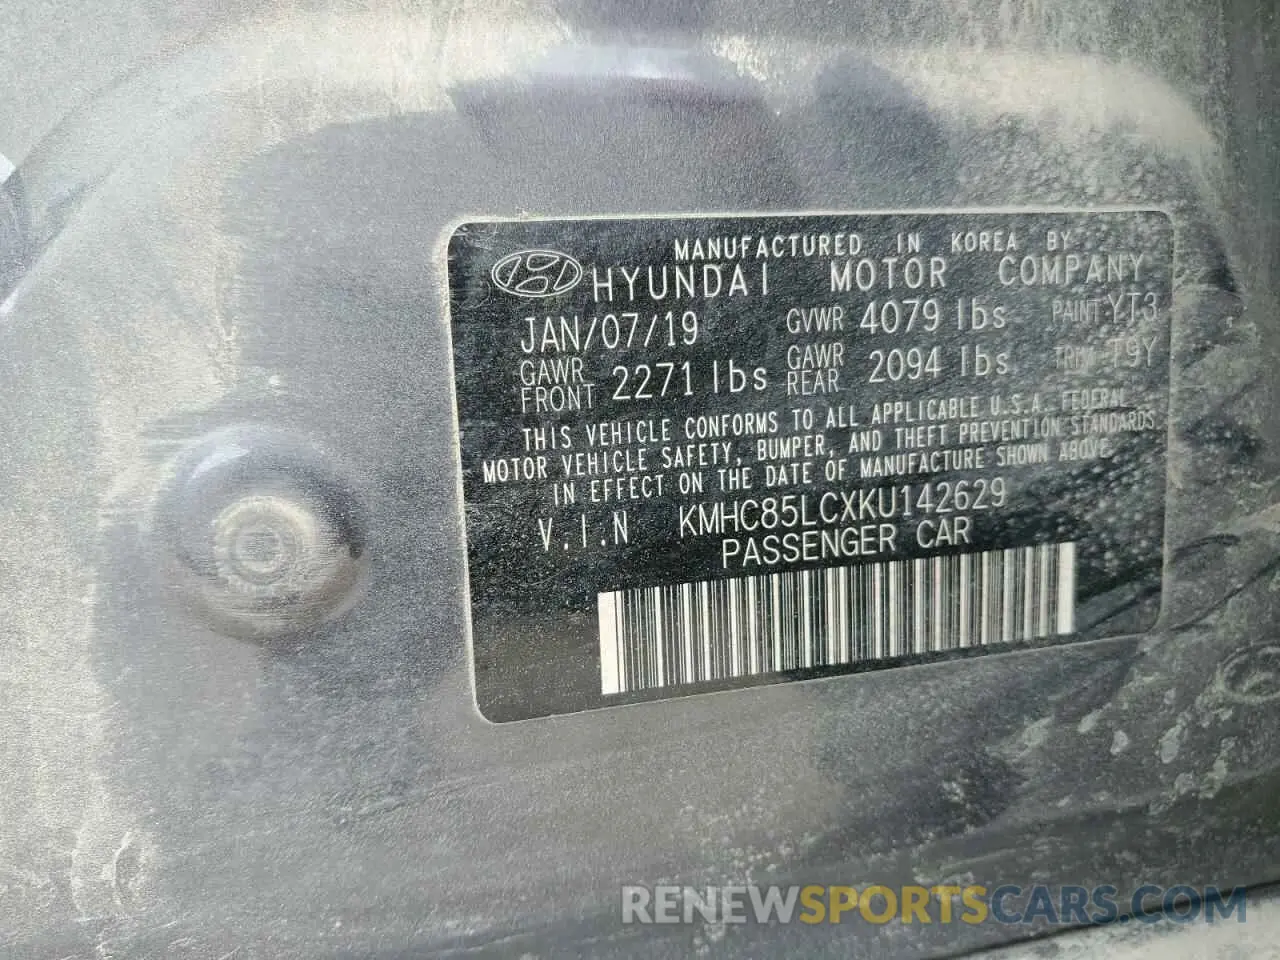 MANUFACTURED IN KOREA BY
HYUNDAI MOTOR COMPANY
JAN/07/19 GVWR 4079 lbs PAINT YT3
GAWR FRONT 2271 lbs GAWR REAR 2094 lbs TRIM T9Y
THIS VEHICLE CONFORMS TO ALL APPLICABLE U.S.A. FEDERAL
MOTOR VEHICLE SAFETY, BUMPER, AND THEFT PREVENTION STANDARDS
IN EFFECT ON THE DATE OF MANUFACTURE SHOWN ABOVE
V.I.N KMHC85LCXKU142629
PASSENGER CAR
RENEWSPORTSCARS.COM